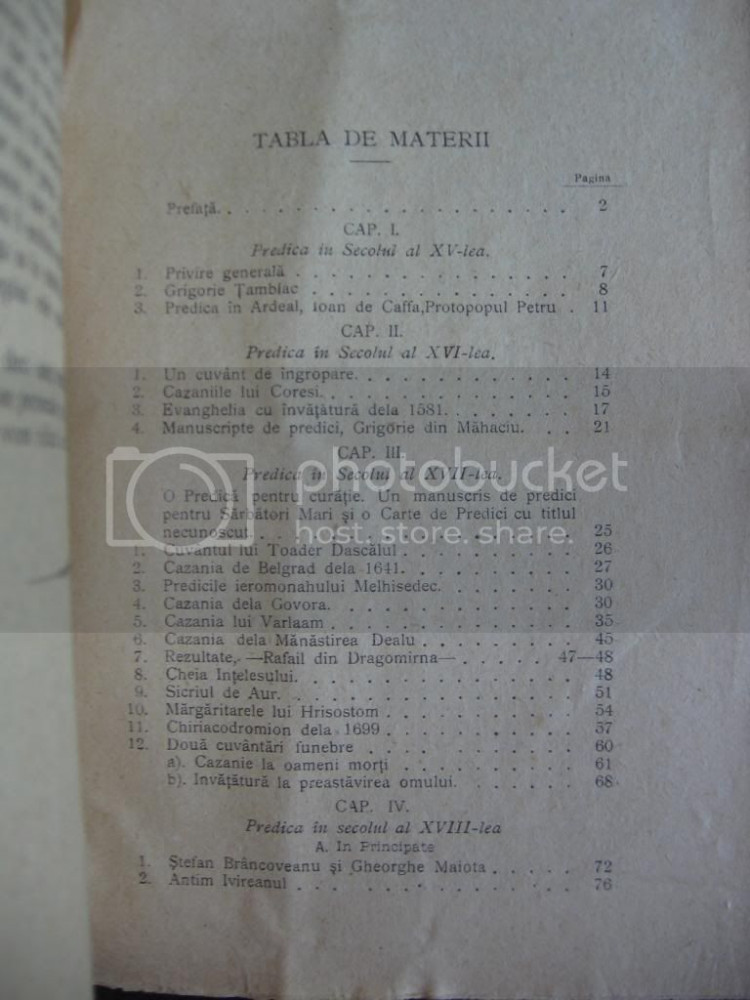 TABLA DE MATERII
Pagina
Prefață. . . . . . . . . . . . . . . . . . . . 2
CAP. I.
Predica în Secolul al XV-lea.
1. Privire generală . . . . . . . . . . . . . . . 7
2. Grigorie Țamblac . . . . . . . . . . . . . . 8
3. Predica în Ardeal, Ioan de Caffa,Protopopul Petru . 11
CAP. II.
Predica în Secolul al XVI-lea.
1. Un cuvânt de îngropare. . . . . . . . . . . . 14
2. Cazaniile lui Coresi. . . . . . . . . . . . . . 15
3. Evanghelia cu învățătură dela 1581. . . . . . . 17
4. Manuscripte de predici, Grigorie din Măhaciu. . . 21
CAP. III.
Predica în Secolul al XVII-lea.
O Predică pentru curăție. Un manuscris de predici
pentru Sărbători Mari și o Carte de Predici cu titlul
necunoscut. . . . . . . . . . . . . . . . . 25
1. Cuvântul lui Toader Dascălul . . . . . . . . . 26
2. Cazania de Belgrad dela 1641. . . . . . . . . 27
3. Predicile ieromonahului Melhisedec. . . . . . . 30
4. Cazania dela Govora. . . . . . . . . . . . . 30
5. Cazania lui Varlaam . . . . . . . . . . . . . 35
6. Cazania dela Mănăstirea Dealu . . . . . . . . 45
7. Rezultate,- —Rafail din Dragomirna— . . . . . 47—48
8. Cheia Ințelesului. . . . . . . . . . . . . . . 48
9. Sicriul de Aur. . . . . . . . . . . . . . . . 51
10. Mărgăritarele lui Hrisostom . . . . . . . . . . 54
11. Chiriacodromion dela 1699 . . . . . . . . . . 57
12. Două cuvântări funebre . . . . . . . . . . . 60
a). Cazanie la oameni morți . . . . . . . . . 61
b). Invățătură la preastăvirea omului. . . . . . . 68
CAP. IV.
Predica în secolul al XVIII-lea
A. In Principate
1. Ștefan Brâncoveanu și Gheorghe Maiota . . . . . 72
2. Antim Ivireanul . . . . . . . . . . . . . . . 76
photobucket
host. store. share.